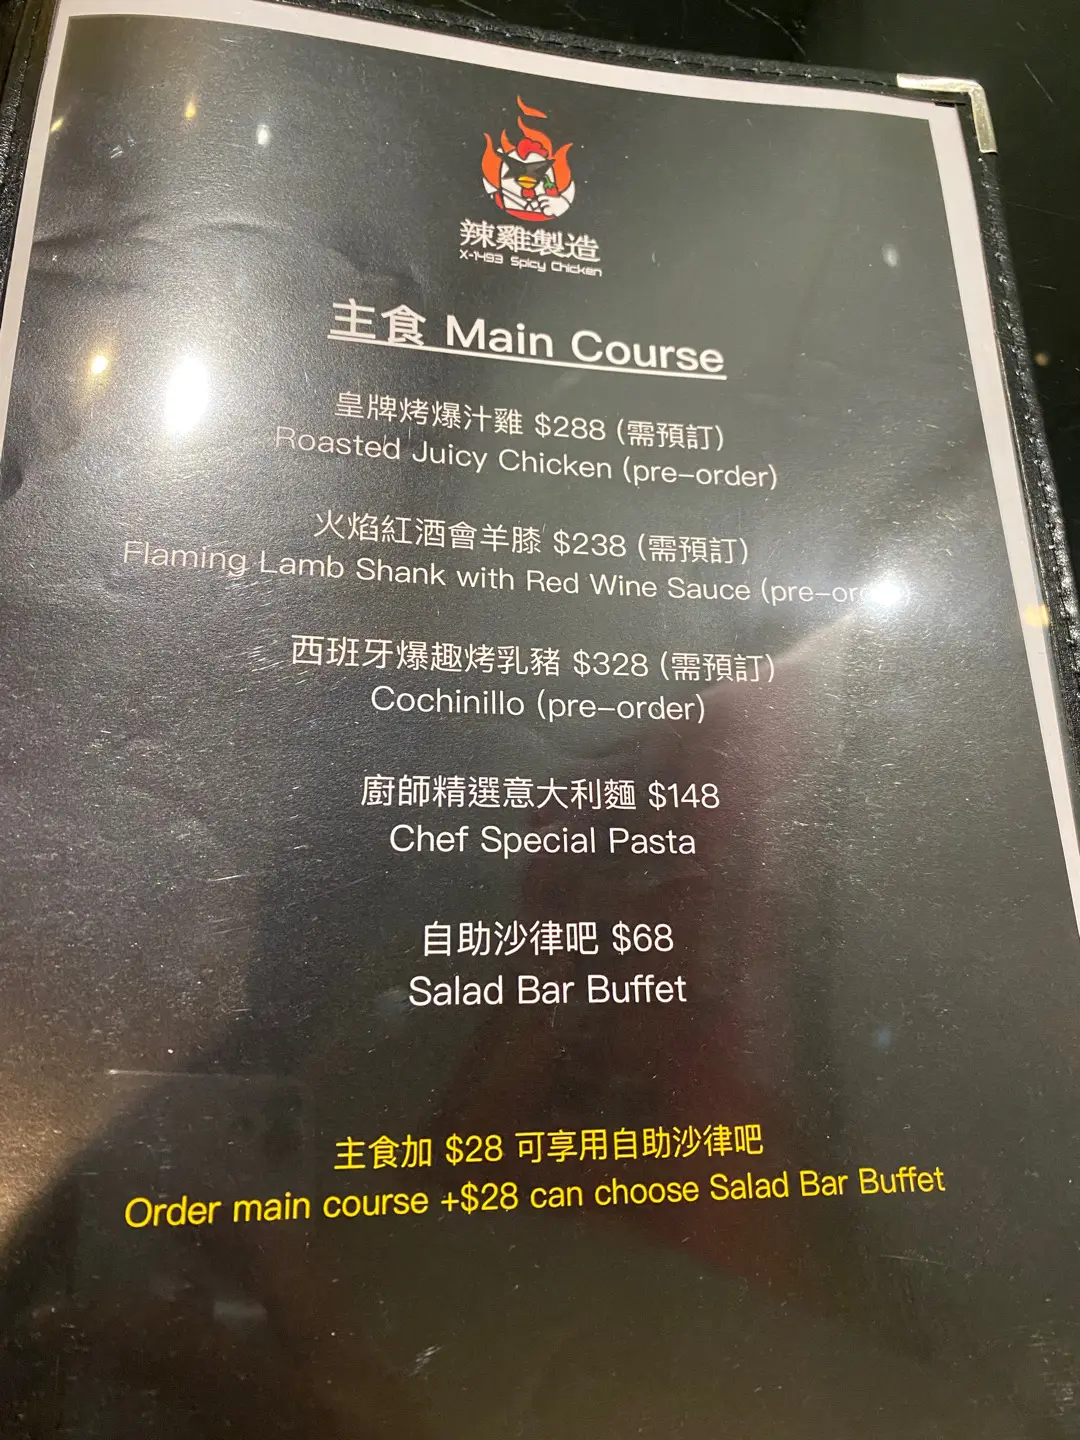 辣雞製造
X-1493 Spicy Chicken
主食 Main Course
皇牌烤爆汁雞 $288 (需預訂)
Roasted Juicy Chicken (pre-order)
火焰紅酒會羊膝 $238 (需預訂)
Flaming Lamb Shank with Red Wine Sauce
西班牙爆趣烤乳豬 $328 (需預訂)
Cochinillo (pre-order)
廚師精選意大利麵 $148
Chef Special Pasta
自助沙律吧 $68
Salad Bar Buffet
主食加 $28 可享用自助沙律吧
Order main course +$28 can choose Salad Bar Buffet